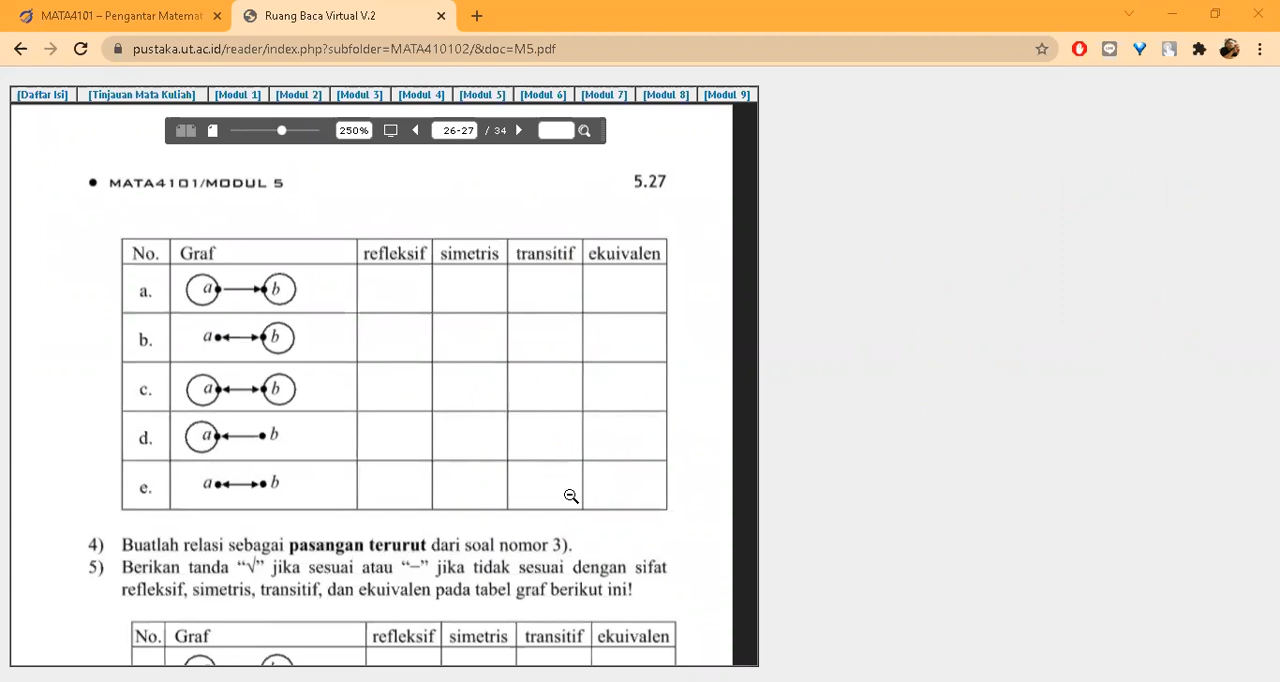 MATA4101 – Pengantar Matemat
Ruang Baca Virtual V.2
pustaka.ut.ac.id/reader/index.php?subfolder=MATA410102/&doc=M5.pdf
[Daftar Isi] [Tinjauan Mata Kuliah] [Modul 1] [Modul 2] [Modul 3] [Modul 4] [Modul 5] [Modul 6] [Modul 7] [Modul 8] [Modul 9]
250% 26-27 / 34
● MATA4101/MODUL 5 5.27
No. Graf refleksif simetris transitif ekuivalen
a. a b
b. a b
c. a b
d. a b
e. a b
4) Buatlah relasi sebagai pasangan terurut dari soal nomor 3).
5) Berikan tanda “√” jika sesuai atau “–” jika tidak sesuai dengan sifat
refleksif, simetris, transitif, dan ekuivalen pada tabel graf berikut ini!
No. Graf refleksif simetris transitif ekuivalen